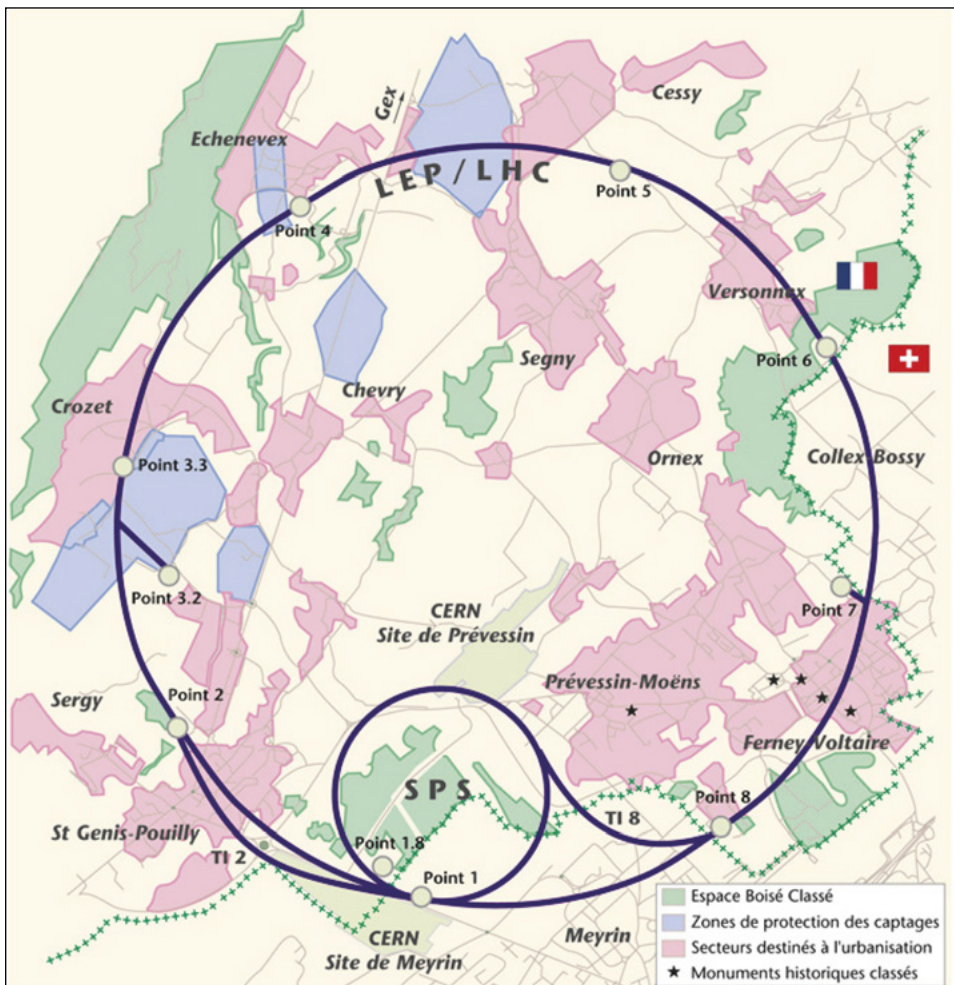 Gex
Cessy
Echenevex
LEP/LHC
Point 5
Point 4
Versonnex
Point 6
Segny
Chevry
Crozet
Ornex
Collex Bossy
Point 3.3
Point 3.2
Point 7
CERN
Site de Prévessin
Prévessin-Moëns
Point 2
Sergy
Ferney Voltaire
SPS
Point 8
TI 8
St Genis-Pouilly
TI 2
Point 1.8
Point 1
Meyrin
CERN
Site de Meyrin
Espace Boisé Classé
Zones de protection des captages
Secteurs destinés à l'urbanisation
Monuments historiques classés